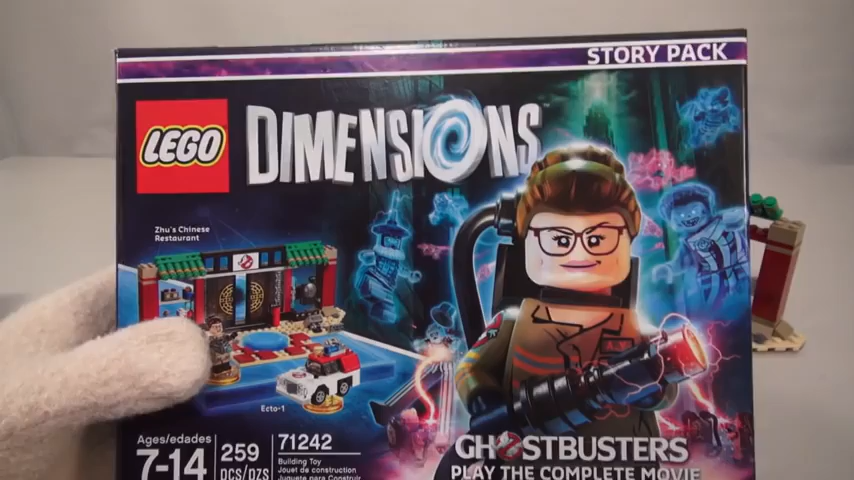 STORY PACK
LEGO
DIMENSIONS
Zhu's Chinese
Restaurant
Ecto-1
Ages/edades
7-14
259
PCS/PZS
71242
Building Toy
Jouet de construction
Juguete para Construir
GHOSTBUSTERS
PLAY THE COMPLETE MOVIE